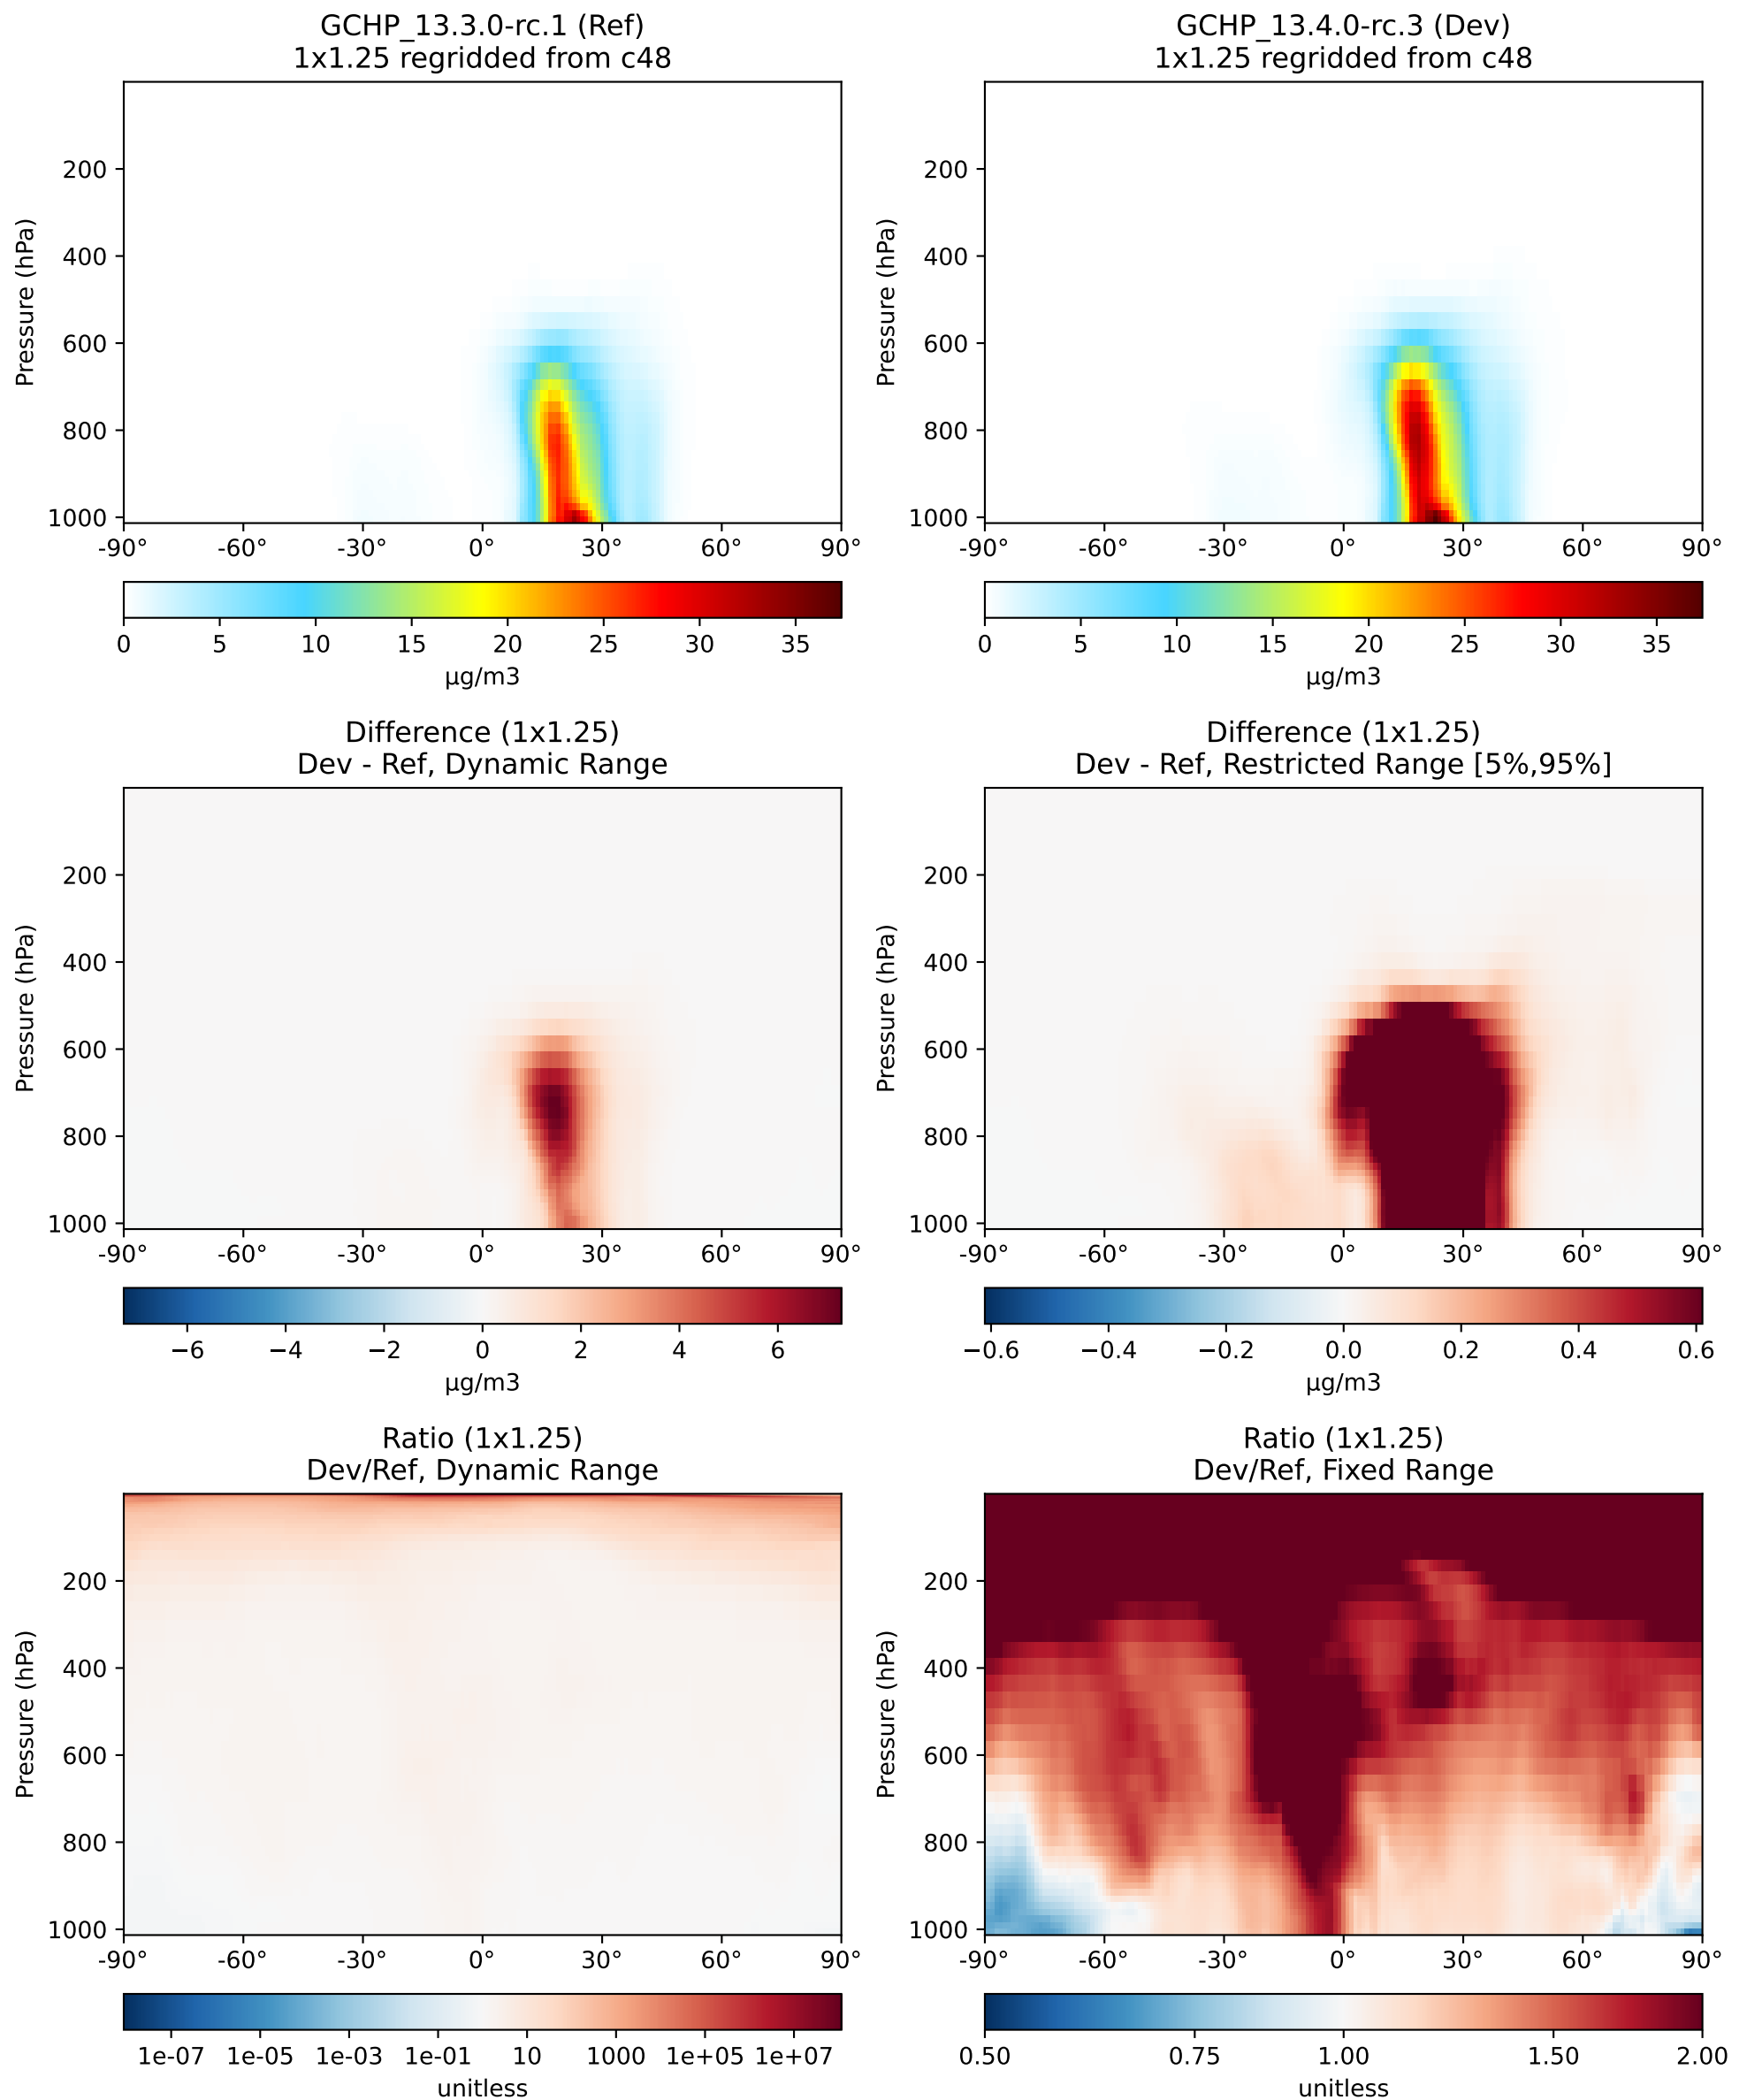 GCHP_13.3.0-rc.1 (Ref)
1x1.25 regridded from c48
Pressure (hPa)
200
400
600
800
1000
-90° -60° -30° 0° 30° 60° 90°
0 5 10 15 20 25 30 35
µg/m3
GCHP_13.4.0-rc.3 (Dev)
1x1.25 regridded from c48
Pressure (hPa)
200
400
600
800
1000
-90° -60° -30° 0° 30° 60° 90°
0 5 10 15 20 25 30 35
µg/m3
Difference (1x1.25)
Dev - Ref, Dynamic Range
Pressure (hPa)
200
400
600
800
1000
-90° -60° -30° 0° 30° 60° 90°
−6 −4 −2 0 2 4 6
µg/m3
Difference (1x1.25)
Dev - Ref, Restricted Range [5%,95%]
Pressure (hPa)
200
400
600
800
1000
-90° -60° -30° 0° 30° 60° 90°
−0.6 −0.4 −0.2 0.0 0.2 0.4 0.6
µg/m3
Ratio (1x1.25)
Dev/Ref, Dynamic Range
Pressure (hPa)
200
400
600
800
1000
-90° -60° -30° 0° 30° 60° 90°
1e-07 1e-05 1e-03 1e-01 10 1000 1e+05 1e+07
unitless
Ratio (1x1.25)
Dev/Ref, Fixed Range
Pressure (hPa)
200
400
600
800
1000
-90° -60° -30° 0° 30° 60° 90°
0.50 0.75 1.00 1.50 2.00
unitless